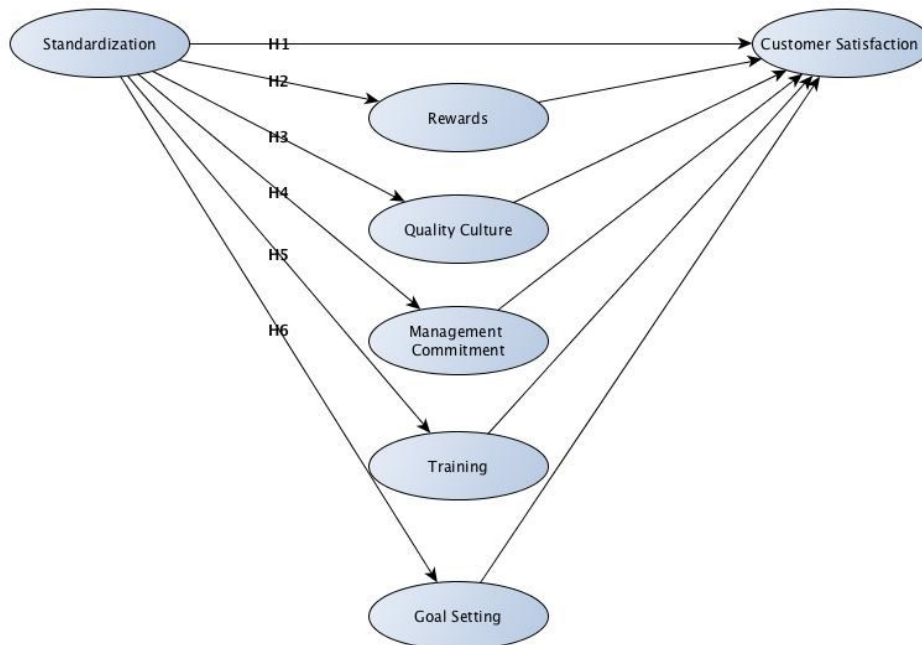 Standardization
H1
Customer Satisfaction
H2
Rewards
H3
Quality Culture
H4
H5
Management
Commitment
H6
Training
Goal Setting